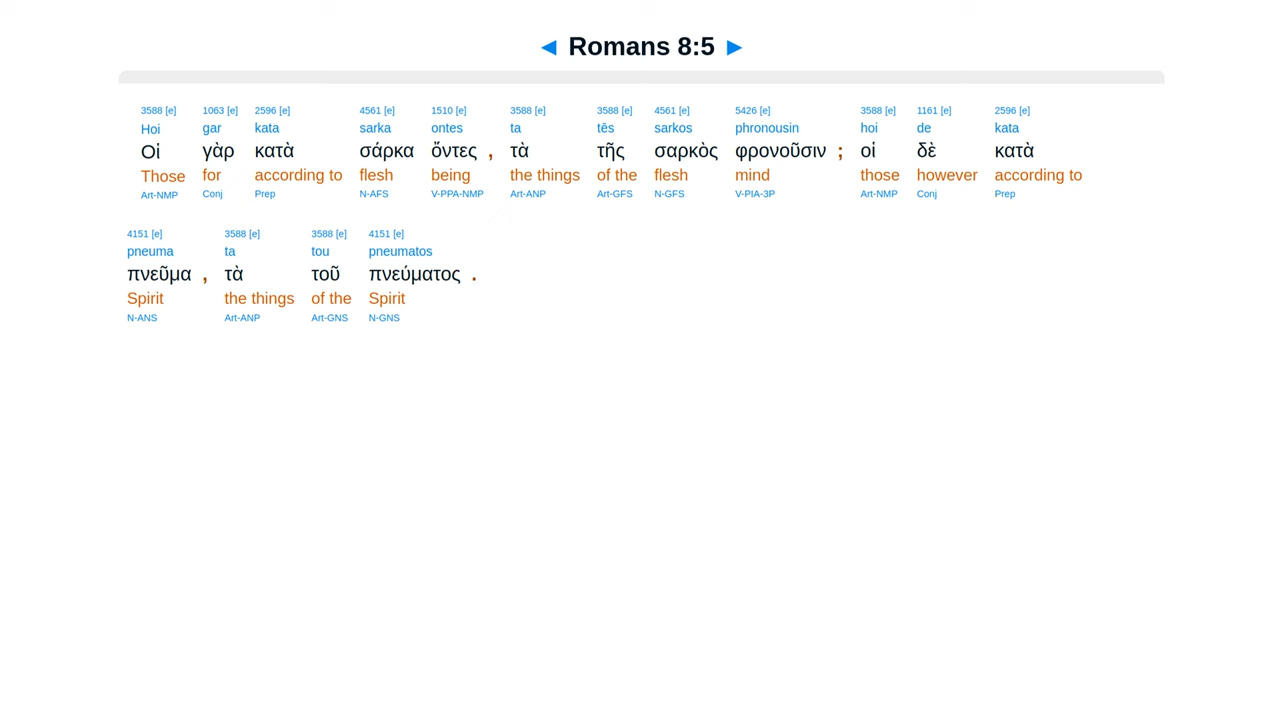 ◄ Romans 8:5 ►
3588 [e] 1063 [e] 2596 [e] 4561 [e] 1510 [e] 3588 [e] 3588 [e] 4561 [e] 5426 [e] 3588 [e] 1161 [e] 2596 [e]
Hoi gar kata sarka ontes ta tēs sarkos phronousin hoi de kata
Οἱ γὰρ κατὰ σάρκα ὄντες , τὰ τῆς σαρκὸς φρονοῦσιν ; οἱ δὲ κατὰ
Those for according to flesh being the things of the flesh mind those however according to
Art-NMP Conj Prep N-AFS V-PPA-NMP Art-ANP Art-GFS N-GFS V-PIA-3P Art-NMP Conj Prep
4151 [e] 3588 [e] 3588 [e] 4151 [e]
pneuma ta tou pneumatos
πνεῦμα , τὰ τοῦ πνεύματος .
Spirit the things of the Spirit
N-ANS Art-ANP Art-GNS N-GNS